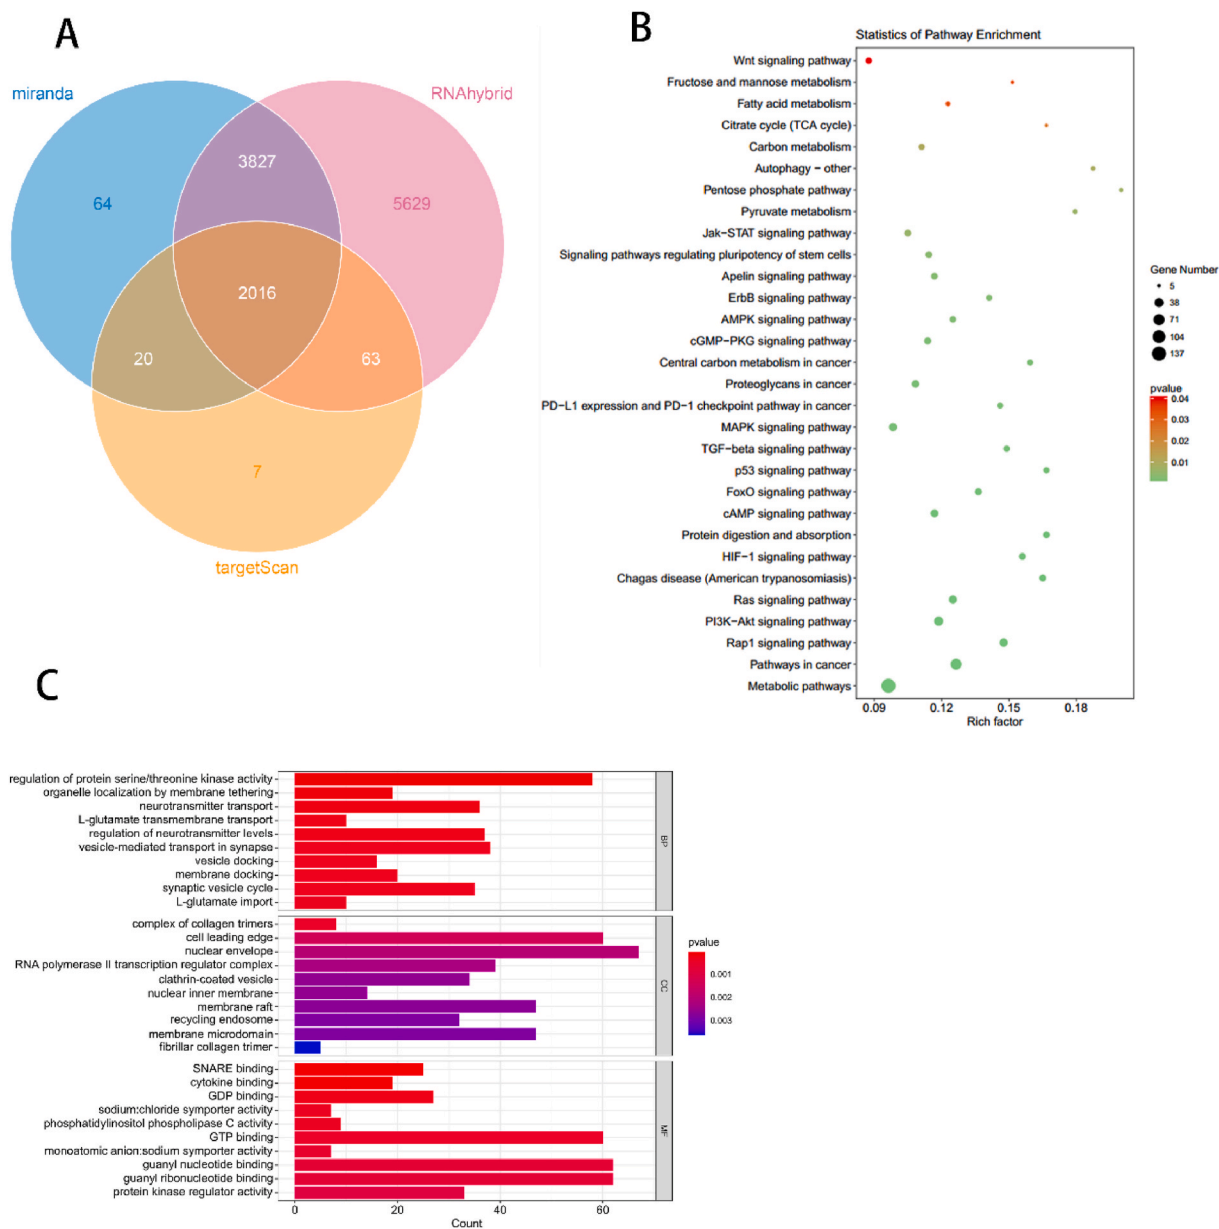 A
miranda
RNAhybrid
3827
64
5629
2016
20
63
7
targetScan
B
Statistics of Pathway Enrichment
Wnt signaling pathway
Fructose and mannose metabolism
Fatty acid metabolism
Citrate cycle (TCA cycle)
Carbon metabolism
Autophagy − other
Pentose phosphate pathway
Pyruvate metabolism
Jak−STAT signaling pathway
Signaling pathways regulating pluripotency of stem cells
Apelin signaling pathway
ErbB signaling pathway
AMPK signaling pathway
cGMP−PKG signaling pathway
Central carbon metabolism in cancer
Proteoglycans in cancer
PD−L1 expression and PD−1 checkpoint pathway in cancer
MAPK signaling pathway
TGF−beta signaling pathway
p53 signaling pathway
FoxO signaling pathway
cAMP signaling pathway
Protein digestion and absorption
HIF−1 signaling pathway
Chagas disease (American trypanosomiasis)
Ras signaling pathway
PI3K−Akt signaling pathway
Rap1 signaling pathway
Pathways in cancer
Metabolic pathways
0.09 0.12 0.15 0.18
Rich factor
Gene Number
5
38
71
104
137
pvalue
0.04
0.03
0.02
0.01
C
regulation of protein serine/threonine kinase activity
organelle localization by membrane tethering
neurotransmitter transport
L-glutamate transmembrane transport
regulation of neurotransmitter levels
vesicle-mediated transport in synapse
vesicle docking
membrane docking
synaptic vesicle cycle
L-glutamate import
BP
complex of collagen trimers
cell leading edge
nuclear envelope
RNA polymerase II transcription regulator complex
clathrin-coated vesicle
nuclear inner membrane
membrane raft
recycling endosome
membrane microdomain
fibrillar collagen trimer
CC
SNARE binding
cytokine binding
GDP binding
sodium:chloride symporter activity
phosphatidylinositol phospholipase C activity
GTP binding
monoatomic anion:sodium symporter activity
guanyl nucleotide binding
guanyl ribonucleotide binding
protein kinase regulator activity
MF
0 20 40 60
Count
pvalue
0.001
0.002
0.003